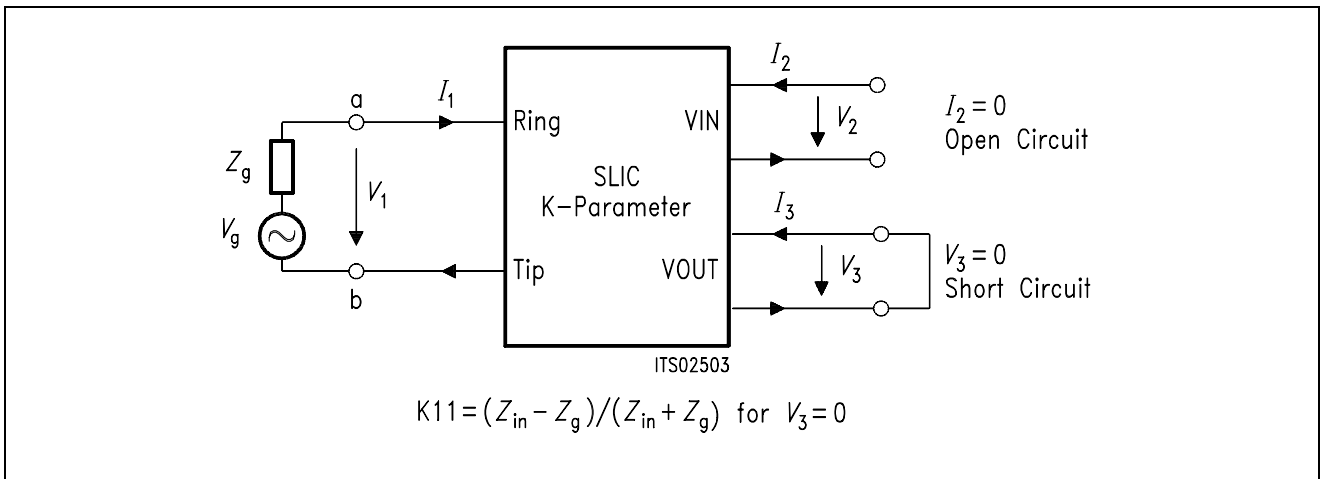 I2
a
I1
I2 = 0
Ring
VIN
V2
Open Circuit
Zg
SLIC
V1
K-Parameter
I3
Vg
V3 = 0
Tip
VOUT
V3
Short Circuit
b
ITS02503
K11 = (Zin − Zg)/(Zin + Zg) for V3 = 0